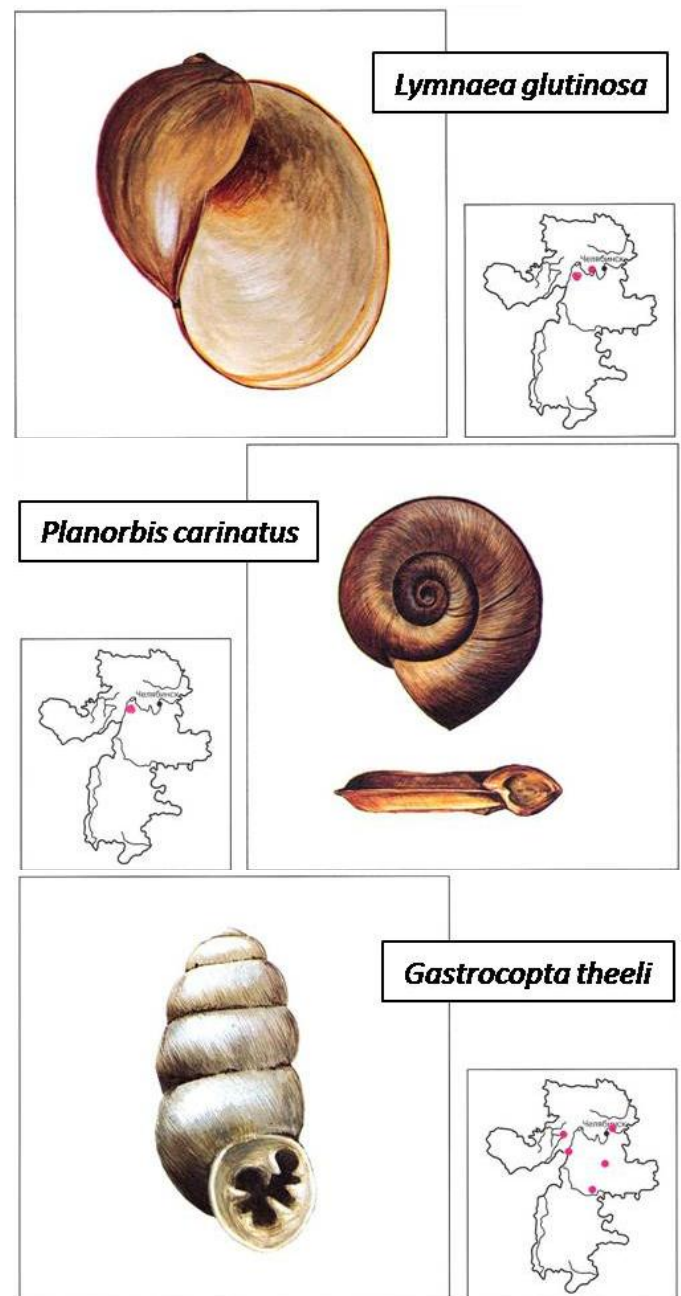 Lymnaea glutinosa
Челябинск
Planorbis carinatus
Челябинск
Gastrocopta theeli
Челябинск